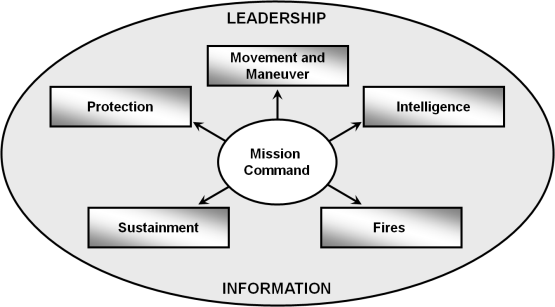 LEADERSHIP
Movement and
Maneuver
Protection
Intelligence
Mission
Command
Sustainment
Fires
INFORMATION